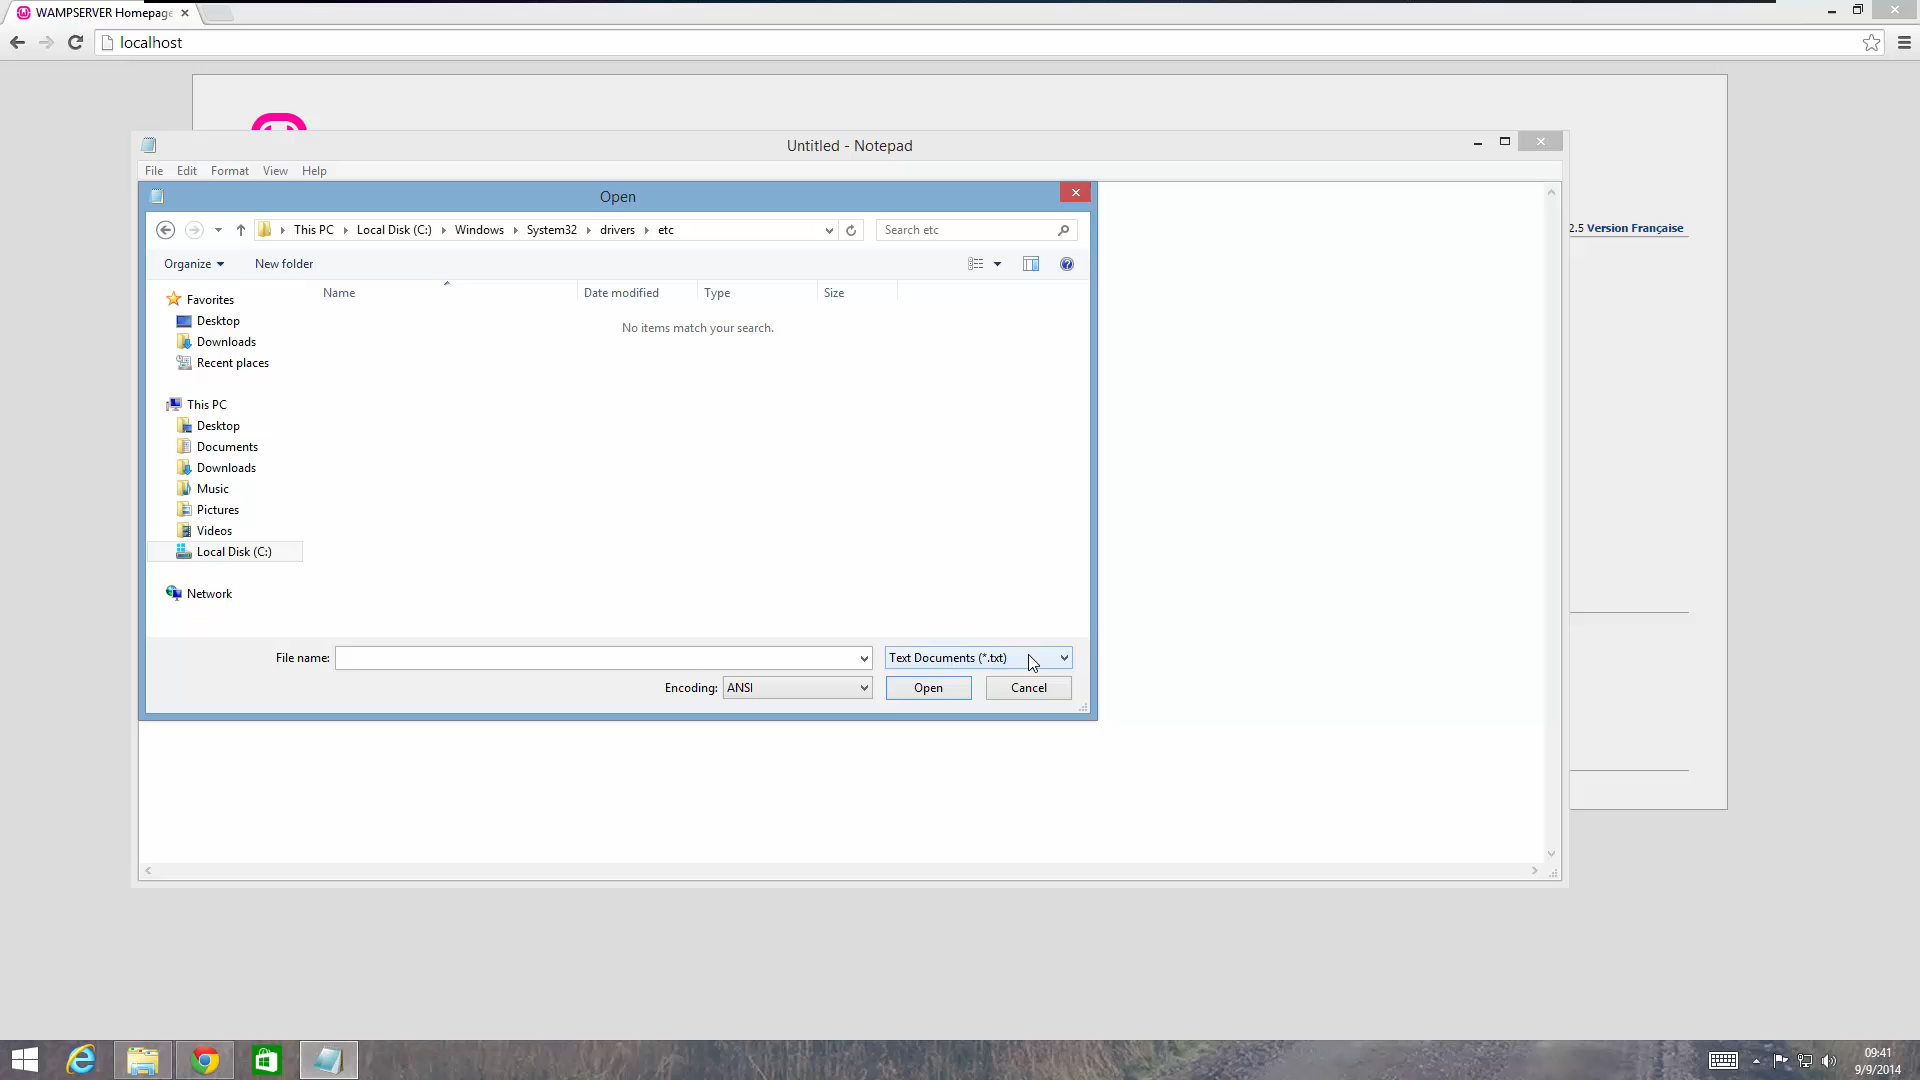 WAMPSERVER Homepage
localhost
Untitled - Notepad
File Edit Format View Help
Open
This PC Local Disk (C:) Windows System32 drivers etc
Search etc
2.5 Version Française
Organize New folder
Name Date modified Type Size
No items match your search.
Favorites
Desktop
Downloads
Recent places
This PC
Desktop
Documents
Downloads
Music
Pictures
Videos
Local Disk (C:)
Network
File name:
Text Documents (*.txt)
Encoding: ANSI
Open Cancel
09:41
9/9/2014